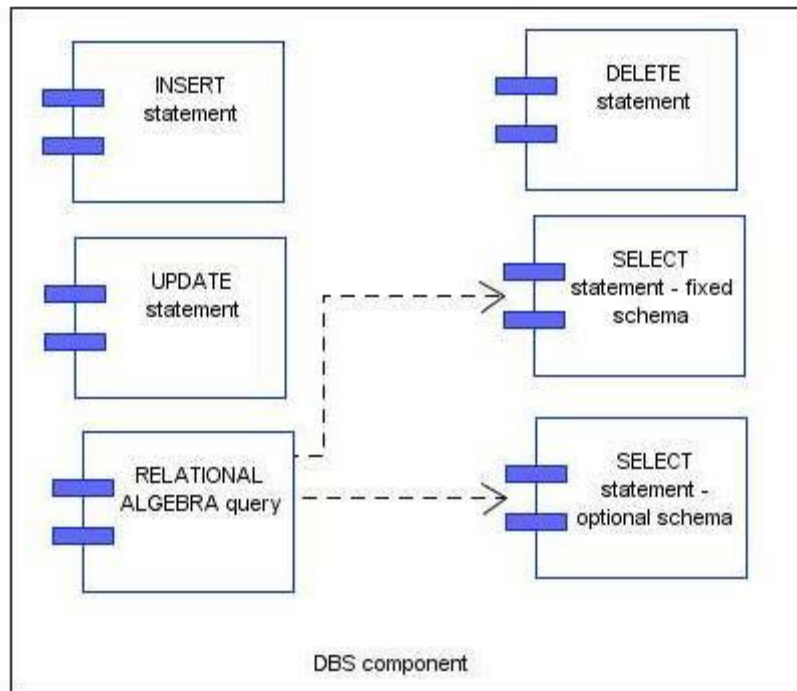 INSERT
statement
DELETE
statement
UPDATE
statement
SELECT
statement - fixed
schema
RELATIONAL
ALGEBRA query
SELECT
statement -
optional schema
DBS component